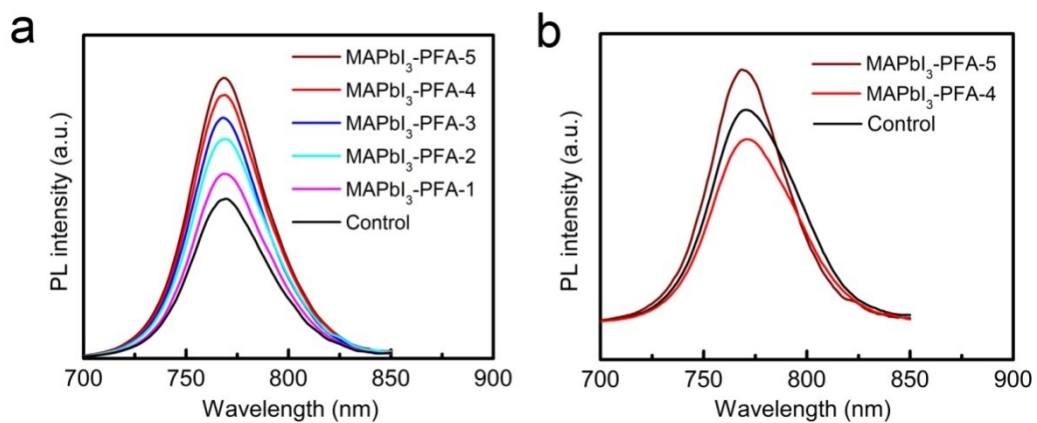 a
MAPbI₃-PFA-5
MAPbI₃-PFA-4
MAPbI₃-PFA-3
MAPbI₃-PFA-2
MAPbI₃-PFA-1
Control
PL intensity (a.u.)
700 750 800 850 900
Wavelength (nm)
b
MAPbI₃-PFA-5
MAPbI₃-PFA-4
Control
PL intensity (a.u.)
700 750 800 850 900
Wavelength (nm)